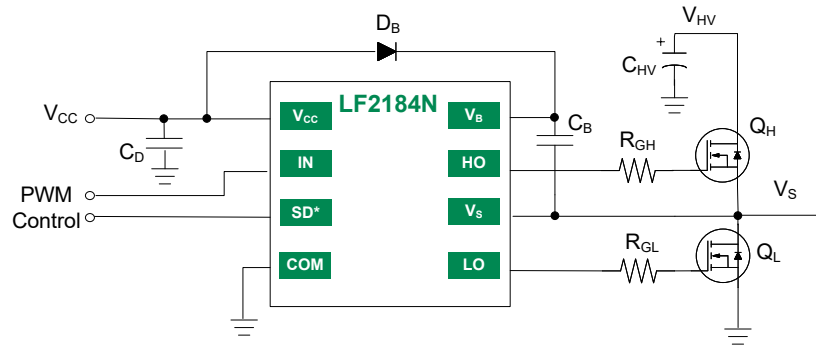 V_HV
D_B
+
C_HV
LF2184N
V_CC
V_CC
V_B
C_B
Q_H
C_D
R_GH
IN
HO
PWM
V_S
Control
SD*
V_S
R_GL
Q_L
COM
LO